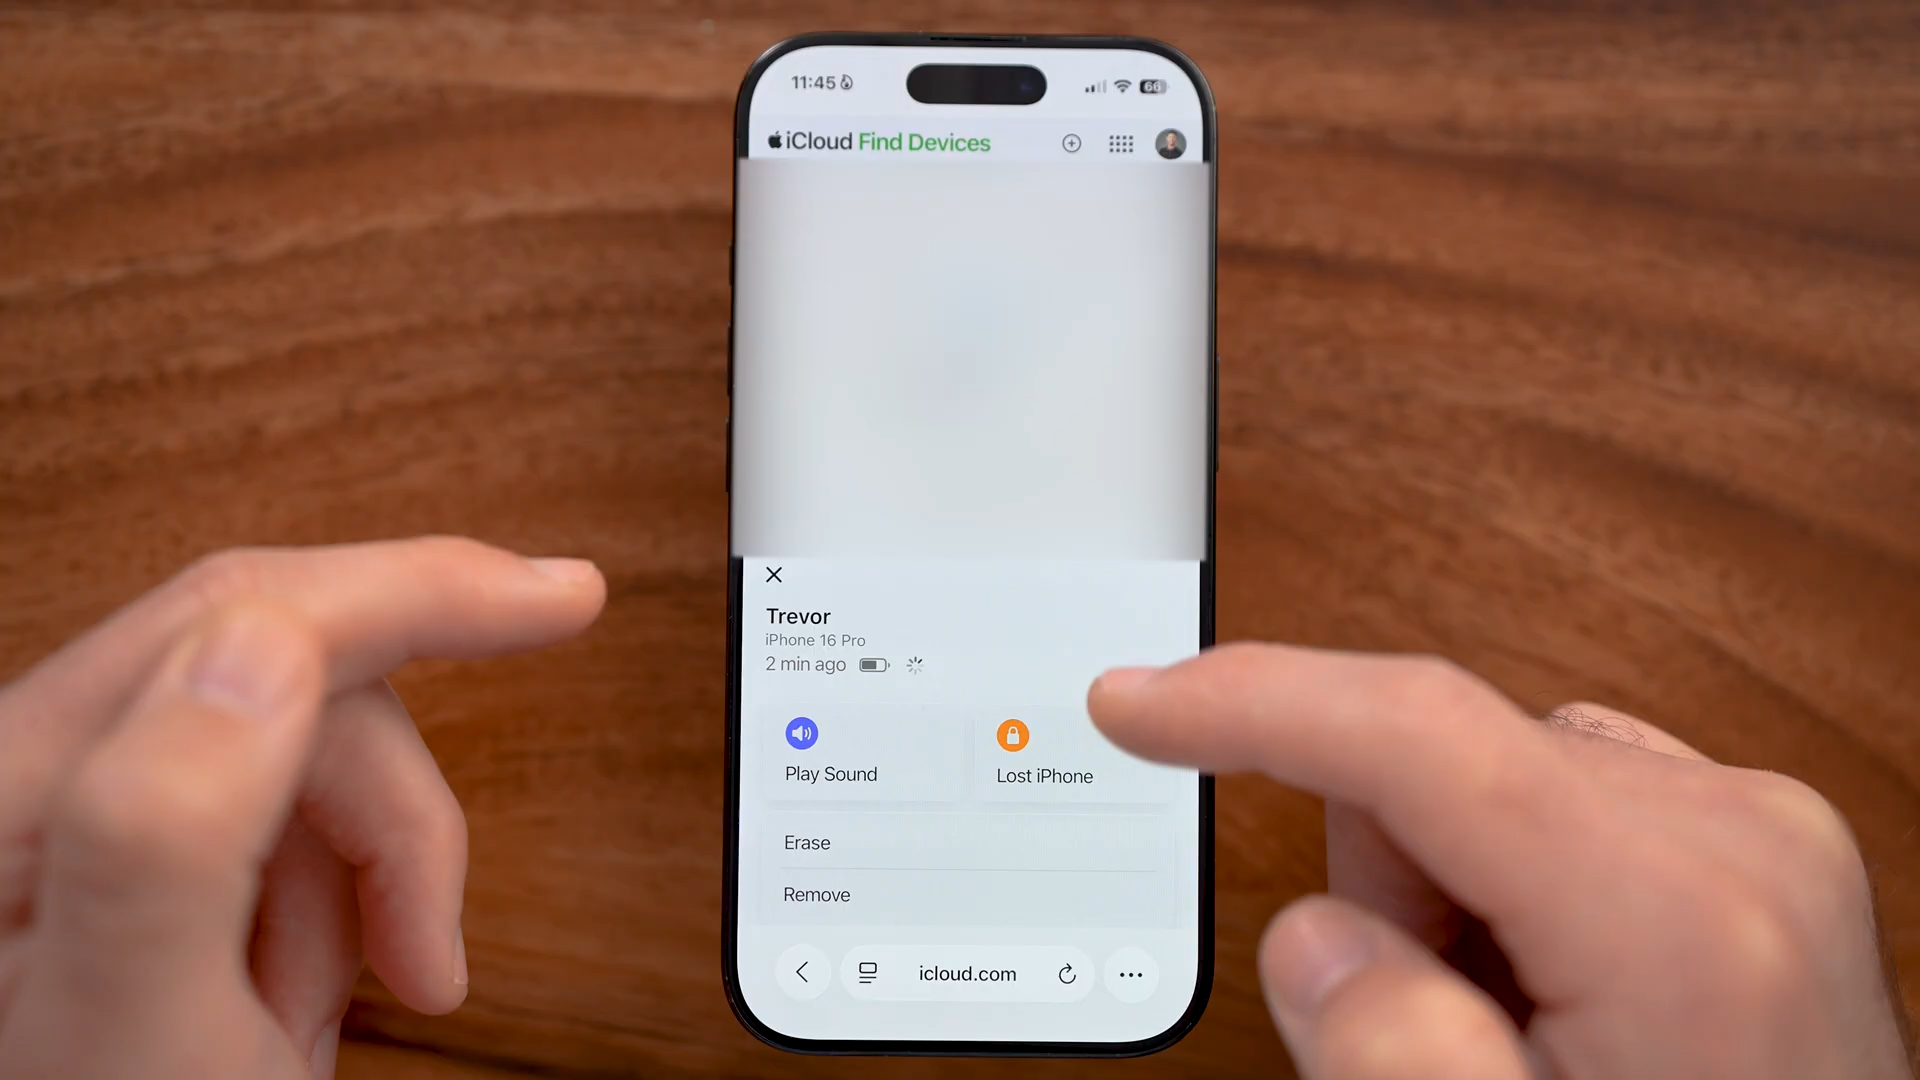 11:45 66
iCloud Find Devices
Trevor
iPhone 16 Pro
2 min ago
Play Sound
Lost iPhone
Erase
Remove
icloud.com